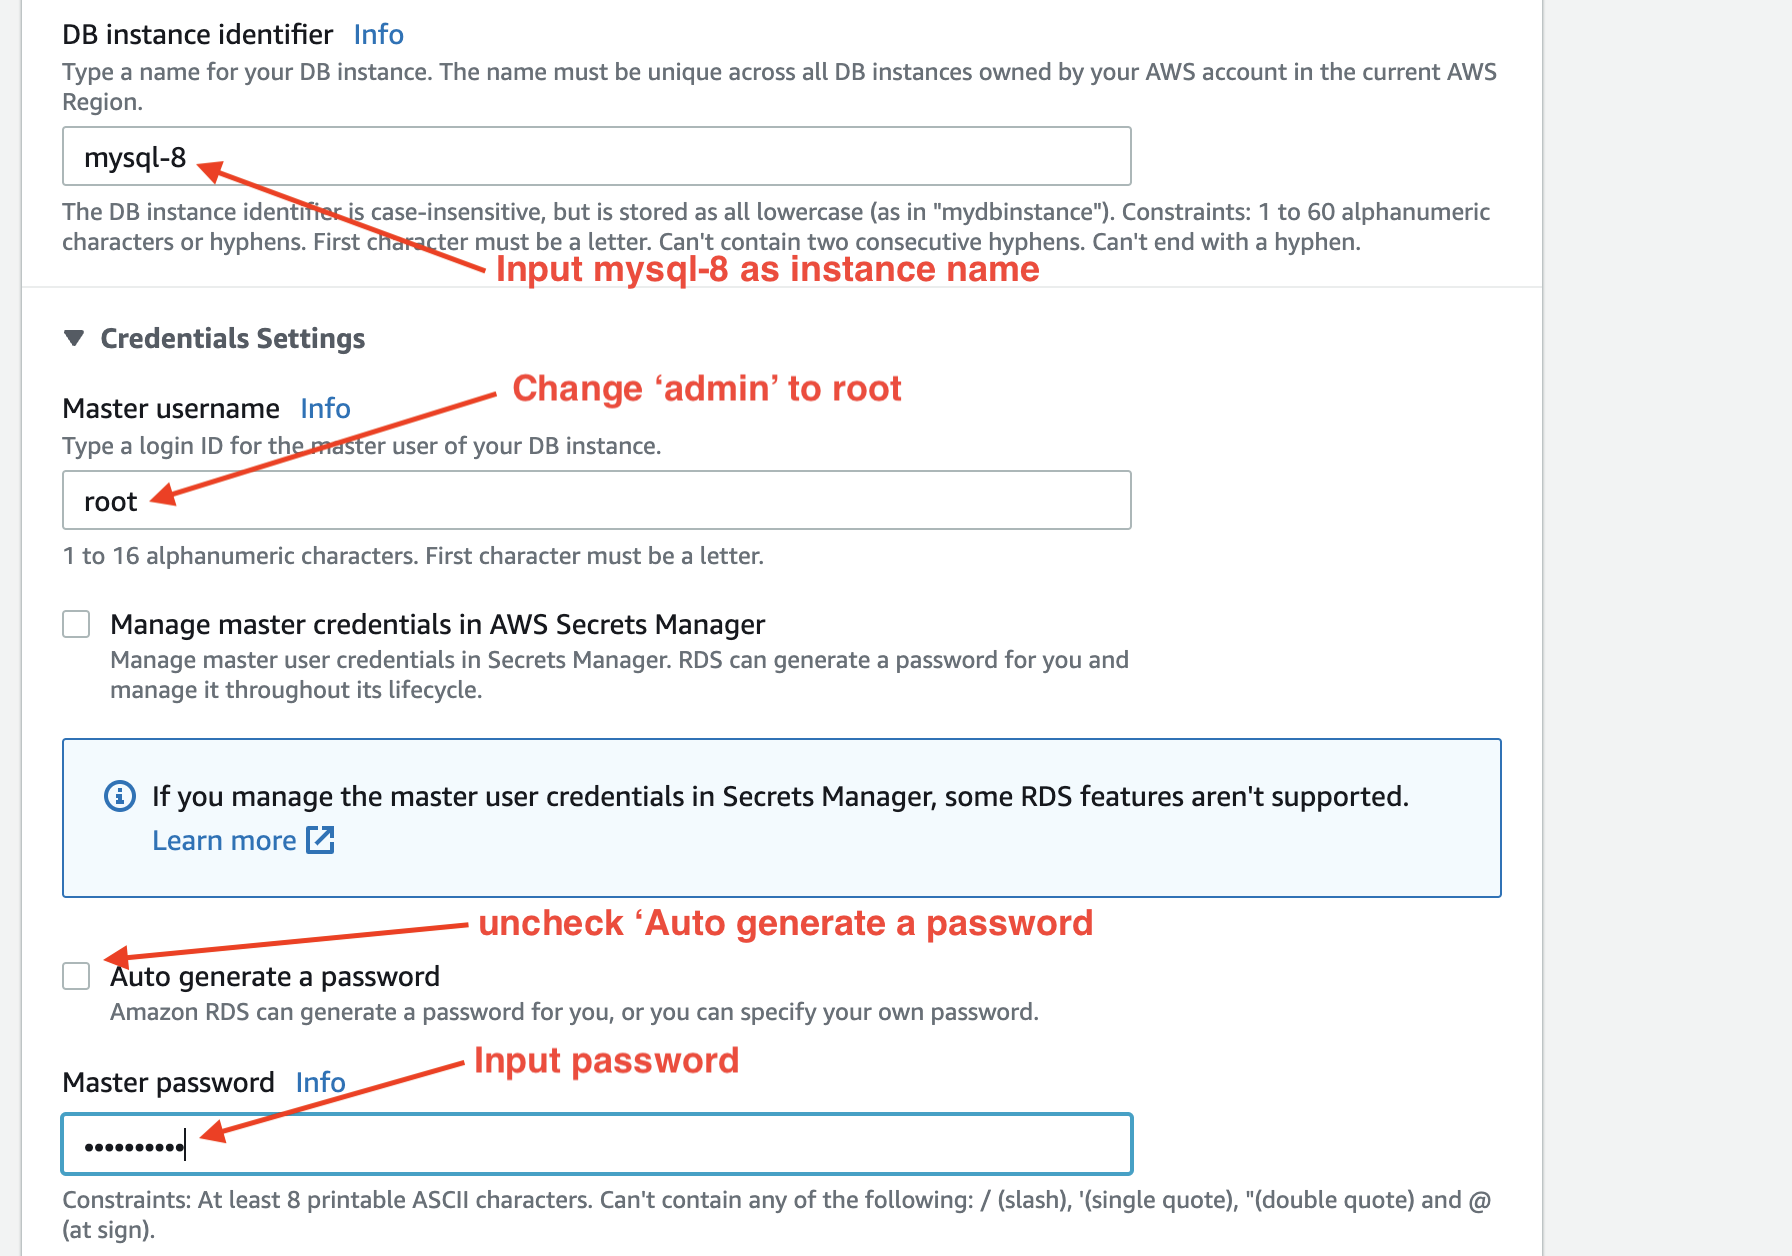 DB instance identifier Info
Type a name for your DB instance. The name must be unique across all DB instances owned by your AWS account in the current AWS
Region.
mysql-8
The DB instance identifier is case-insensitive, but is stored as all lowercase (as in "mydbinstance"). Constraints: 1 to 60 alphanumeric
characters or hyphens. First character must be a letter. Can't contain two consecutive hyphens. Can't end with a hyphen.
Input mysql-8 as instance name
Credentials Settings
Change ‘admin’ to root
Master username Info
Type a login ID for the master user of your DB instance.
root
1 to 16 alphanumeric characters. First character must be a letter.
Manage master credentials in AWS Secrets Manager
Manage master user credentials in Secrets Manager. RDS can generate a password for you and
manage it throughout its lifecycle.
If you manage the master user credentials in Secrets Manager, some RDS features aren't supported.
Learn more
uncheck ‘Auto generate a password
Auto generate a password
Amazon RDS can generate a password for you, or you can specify your own password.
Input password
Master password Info
••••••••••
Constraints: At least 8 printable ASCII characters. Can't contain any of the following: / (slash), '(single quote), "(double quote) and @
(at sign).